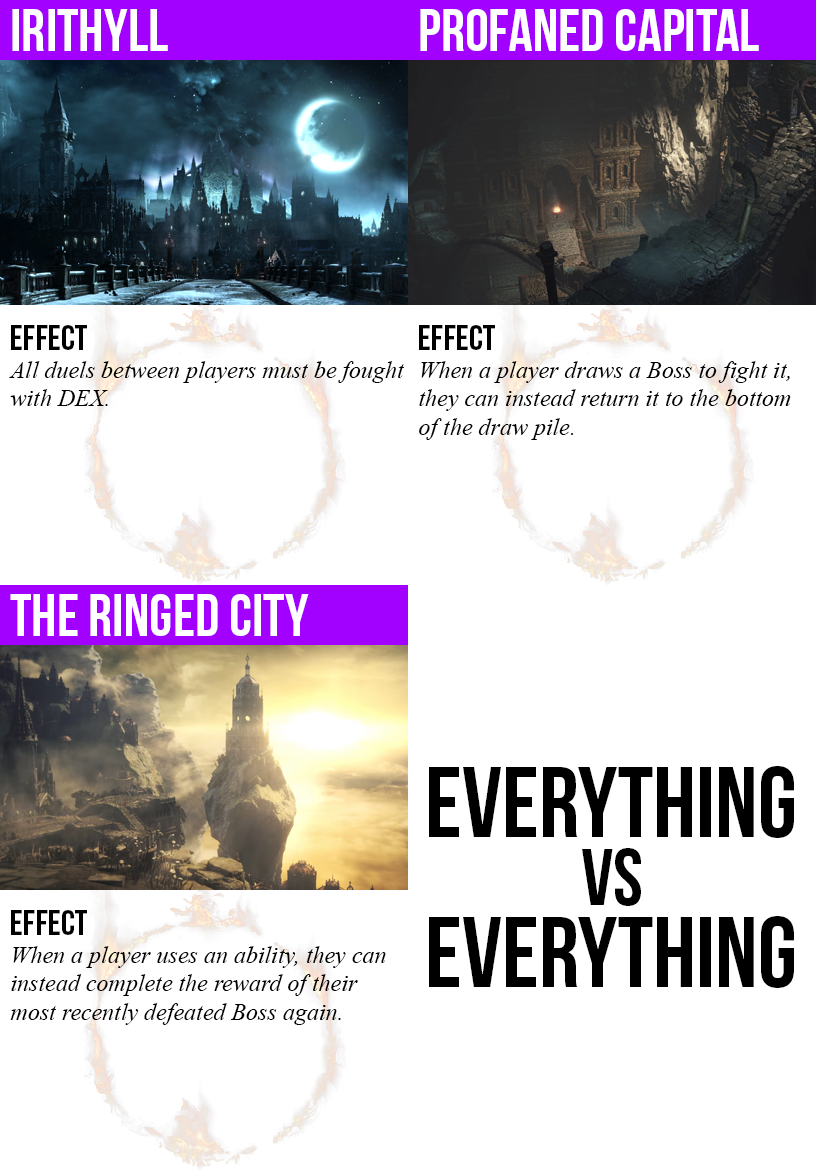 IRITHYLL
EFFECT
All duels between players must be fought
with DEX.
PROFANED CAPITAL
EFFECT
When a player draws a Boss to fight it,
they can instead return it to the bottom
of the draw pile.
THE RINGED CITY
EFFECT
When a player uses an ability, they can
instead complete the reward of their
most recently defeated Boss again.
EVERYTHING
VS
EVERYTHING